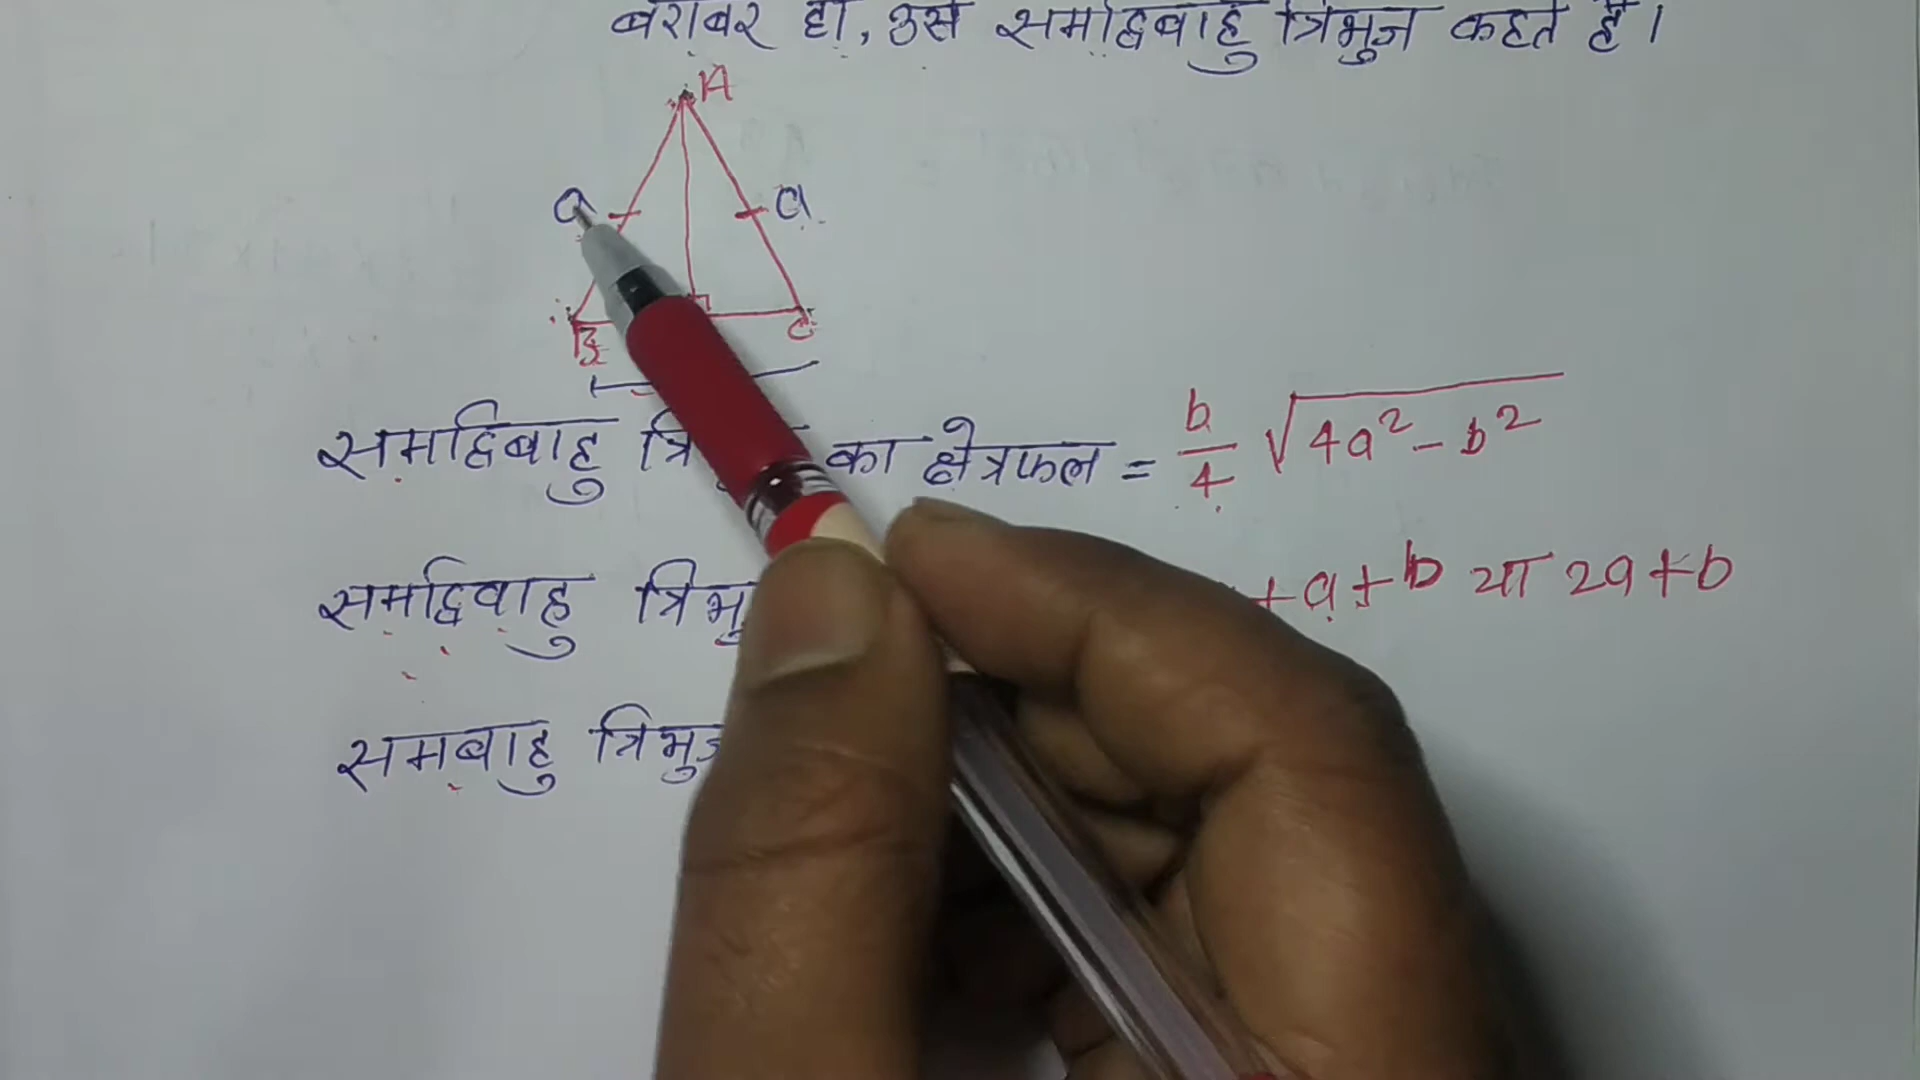 बराबर हो, उसे समद्विबाहु त्रिभुज कहते हैं।
A
a a
B C
समद्विबाहु का क्षेत्रफल = b/4 √4a² - b²
समद्विबाहु + a + b या 2a + b
समबाहु